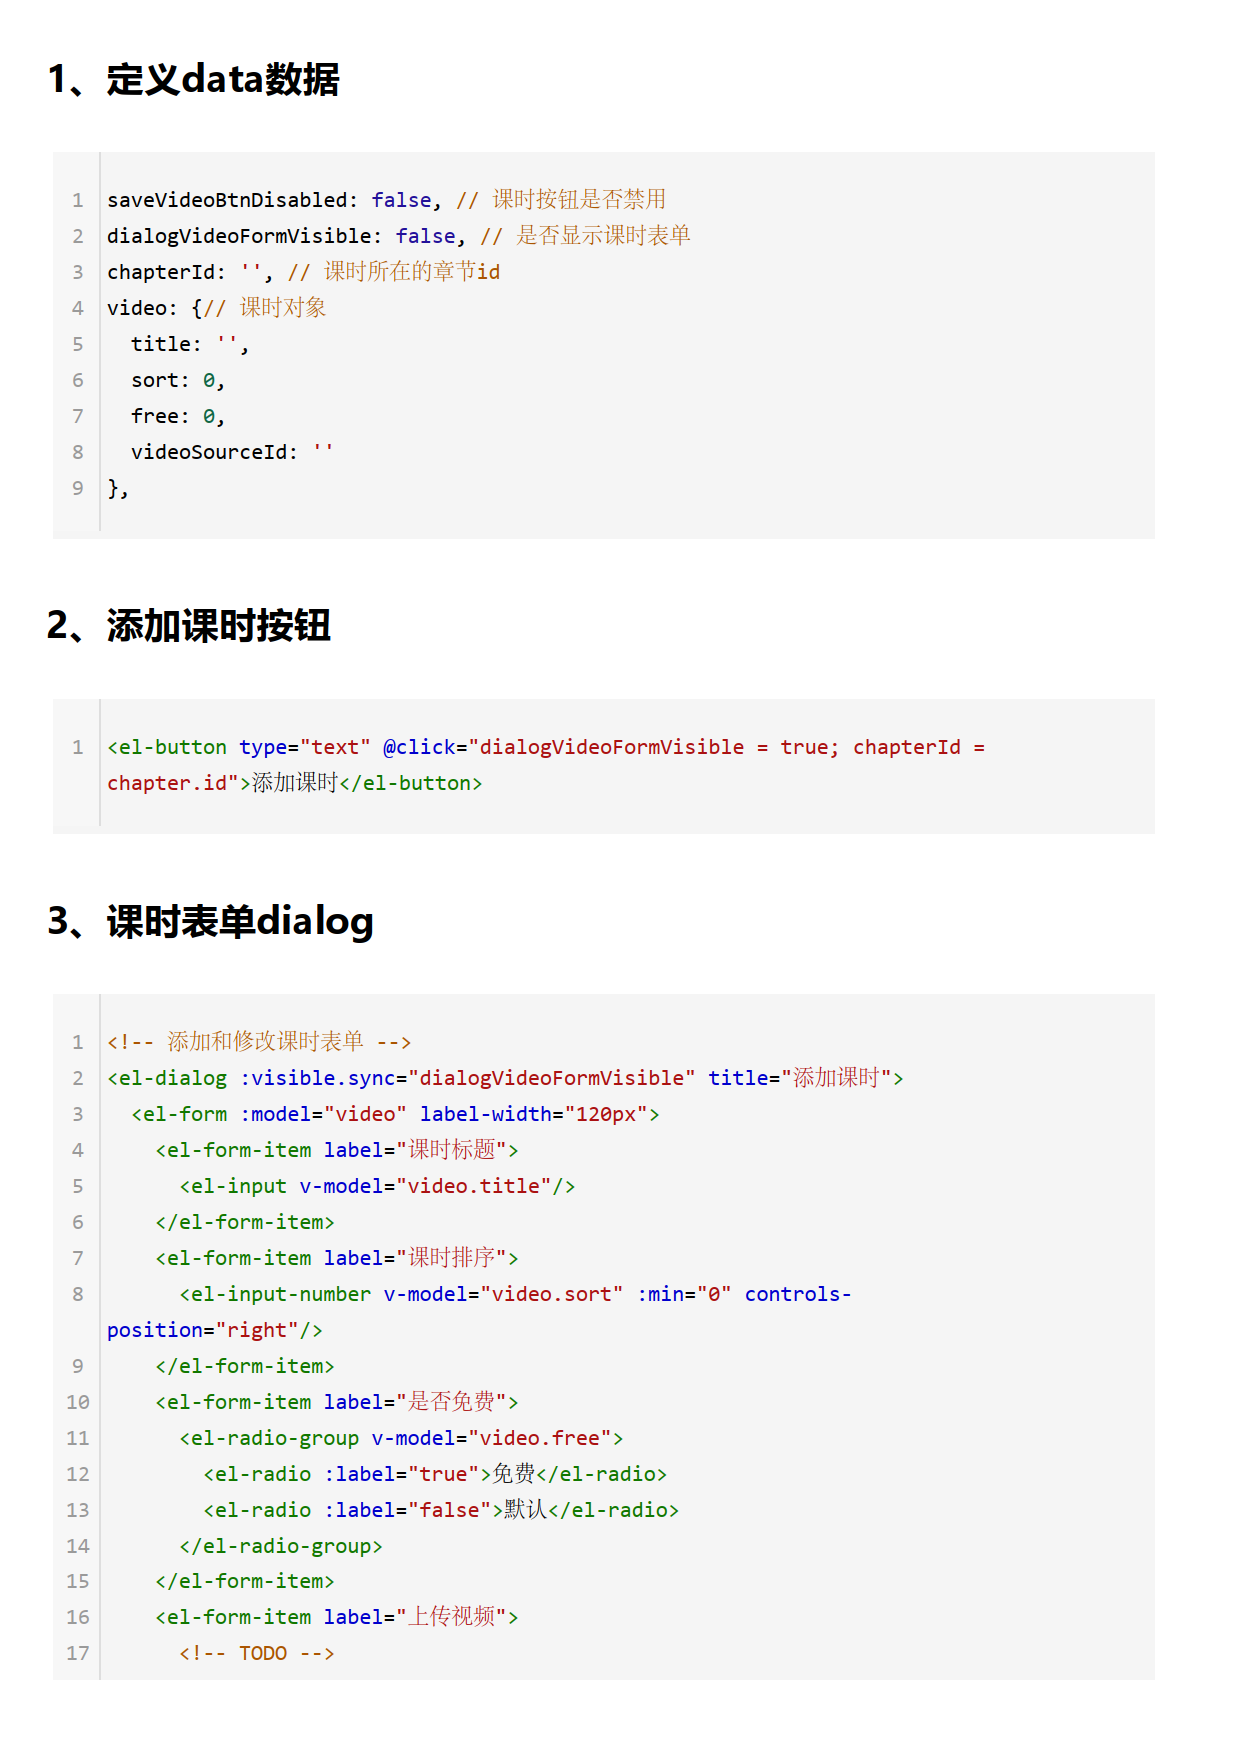 1、定义data数据
1 saveVideoBtnDisabled: false, // 课时按钮是否禁用
2 dialogVideoFormVisible: false, // 是否显示课时表单
3 chapterId: '', // 课时所在的章节id
4 video: {// 课时对象
5   title: '',
6   sort: 0,
7   free: 0,
8   videoSourceId: ''
9 },
2、添加课时按钮
1 <el-button type="text" @click="dialogVideoFormVisible = true; chapterId =
chapter.id">添加课时</el-button>
3、课时表单dialog
1 <!-- 添加和修改课时表单 -->
2 <el-dialog :visible.sync="dialogVideoFormVisible" title="添加课时">
3   <el-form :model="video" label-width="120px">
4     <el-form-item label="课时标题">
5       <el-input v-model="video.title"/>
6     </el-form-item>
7     <el-form-item label="课时排序">
8       <el-input-number v-model="video.sort" :min="0" controls-
position="right"/>
9     </el-form-item>
10     <el-form-item label="是否免费">
11       <el-radio-group v-model="video.free">
12         <el-radio :label="true">免费</el-radio>
13         <el-radio :label="false">默认</el-radio>
14       </el-radio-group>
15     </el-form-item>
16     <el-form-item label="上传视频">
17       <!-- TODO -->